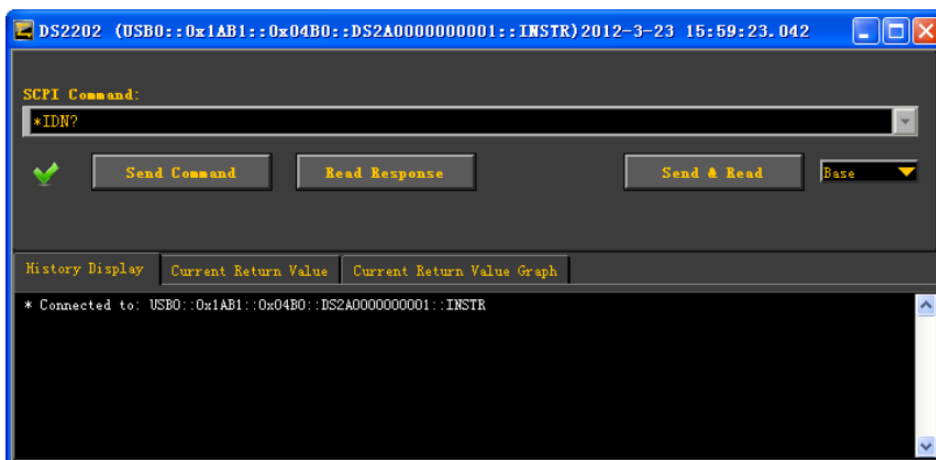 DS2202 (USB0::0x1AB1::0x04B0::DS2A0000000001::INSTR)2012-3-23 15:59:23.042
SCPI Command:
*IDN?
Send Command Read Response Send & Read Base
History Display Current Return Value Current Return Value Graph
* Connected to: USB0::0x1AB1::0x04B0::DS2A0000000001::INSTR